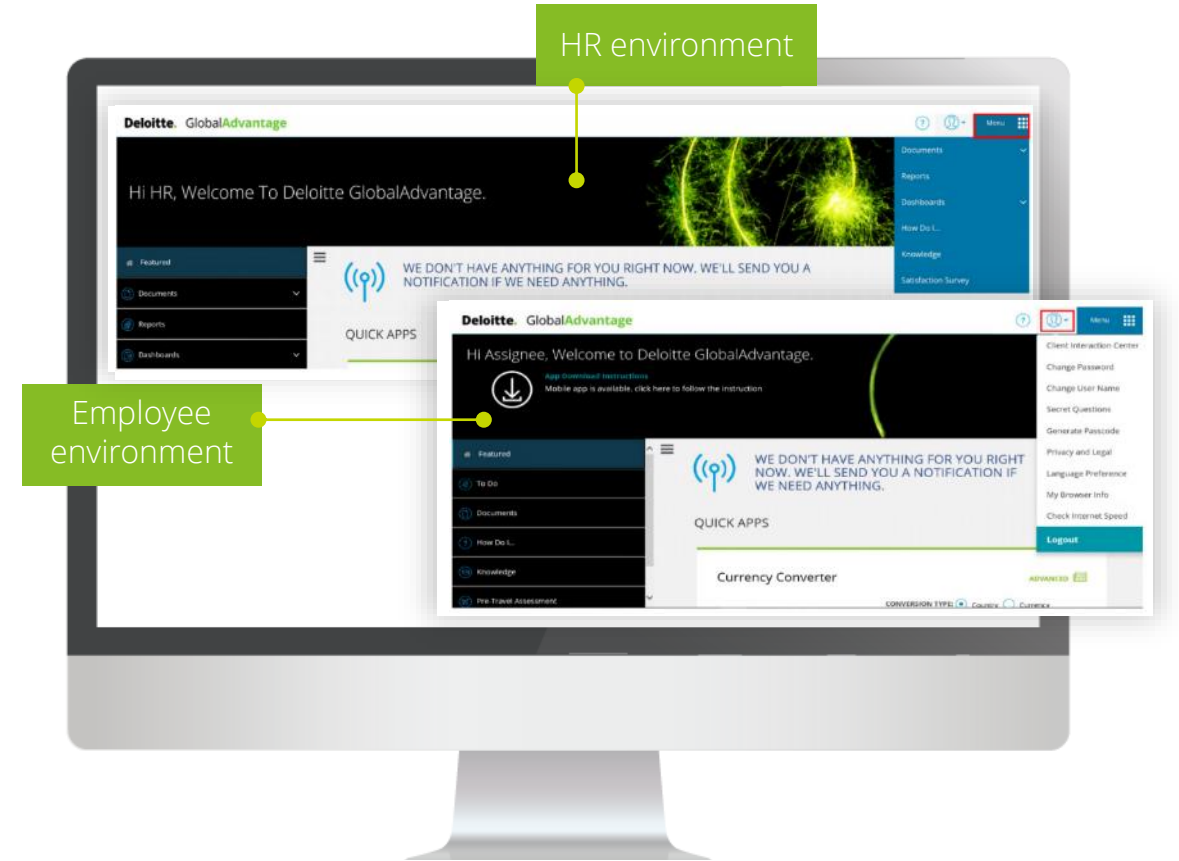 HR environment
Deloitte. GlobalAdvantage
Menu
Hi HR, Welcome To Deloitte GlobalAdvantage.
Documents
Reports
Dashboards
How Do I...
Knowledge
Satisfaction Survey
Featured
Documents
Reports
Dashboards
WE DON'T HAVE ANYTHING FOR YOU RIGHT NOW. WE'LL SEND YOU A
NOTIFICATION IF WE NEED ANYTHING.
QUICK APPS
Employee
environment
Deloitte. GlobalAdvantage
Menu
Hi Assignee, Welcome to Deloitte GlobalAdvantage.
App Download Instructions
Mobile app is available, click here to follow the instruction
Client Interaction Center
Change Password
Change User Name
Secret Questions
Generate Passcode
Privacy and Legal
Language Preference
My Browser Info
Check Internet Speed
Logout
Featured
To Do
Documents
How Do I...
Knowledge
Pre Travel Assessment
WE DON'T HAVE ANYTHING FOR YOU RIGHT
NOW. WE'LL SEND YOU A NOTIFICATION IF
WE NEED ANYTHING.
QUICK APPS
Currency Converter
ADVANCED
CONVERSION TYPE: Country Currency